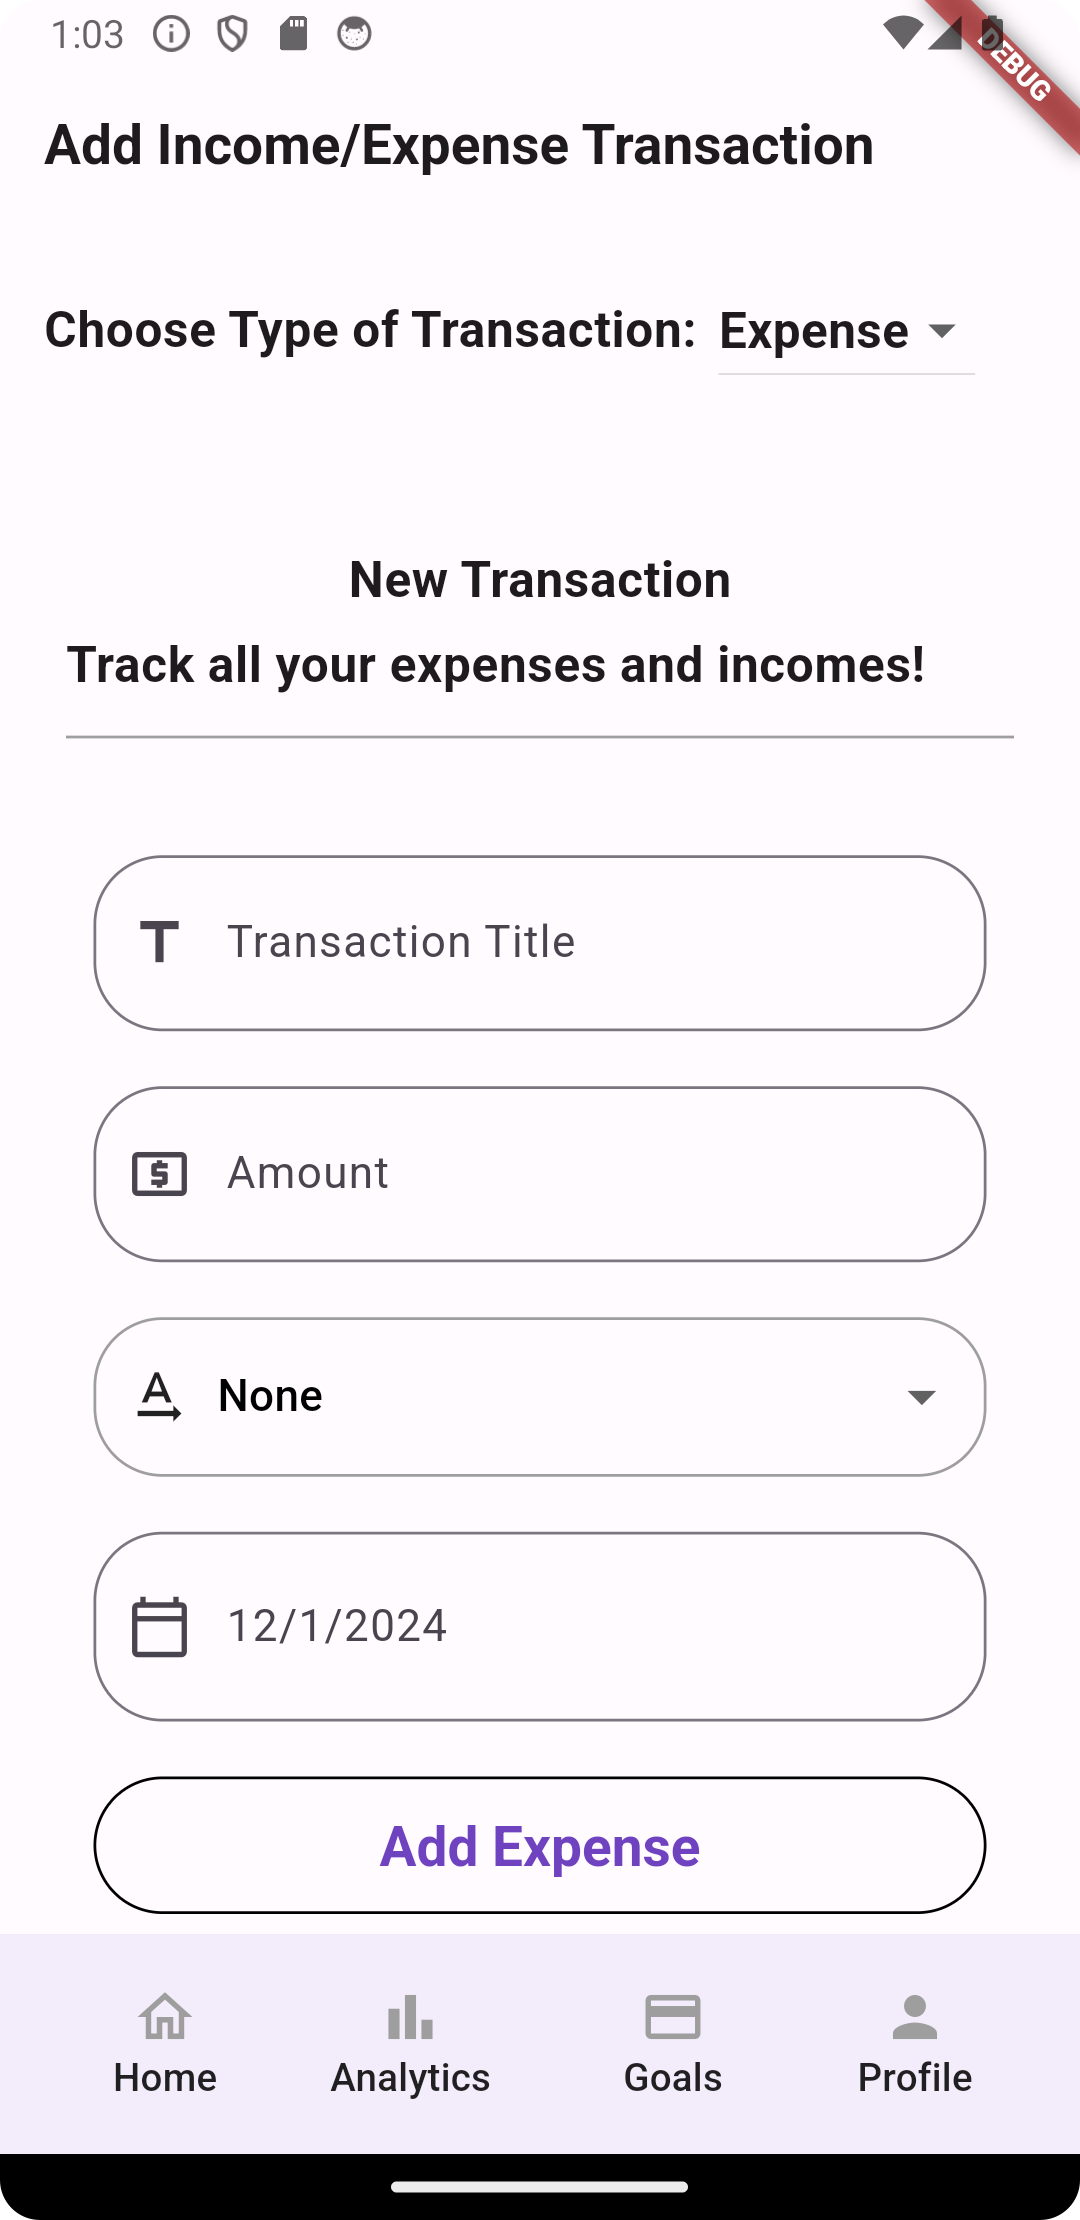 1:03
DEBUG
Add Income/Expense Transaction
Choose Type of Transaction: Expense
New Transaction
Track all your expenses and incomes!
Transaction Title
Amount
None
12/1/2024
Add Expense
Home Analytics Goals Profile